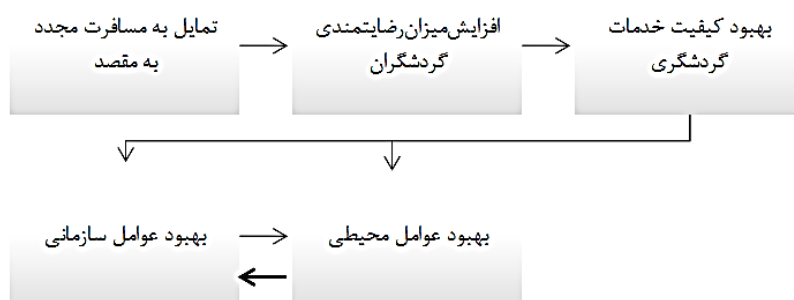 بهبود کیفیت خدمات
گردشگری
افزایش‌میزان‌رضایتمندی
گردشگران
تمایل به مسافرت مجدد
به مقصد
بهبود عوامل محیطی
بهبود عوامل سازمانی